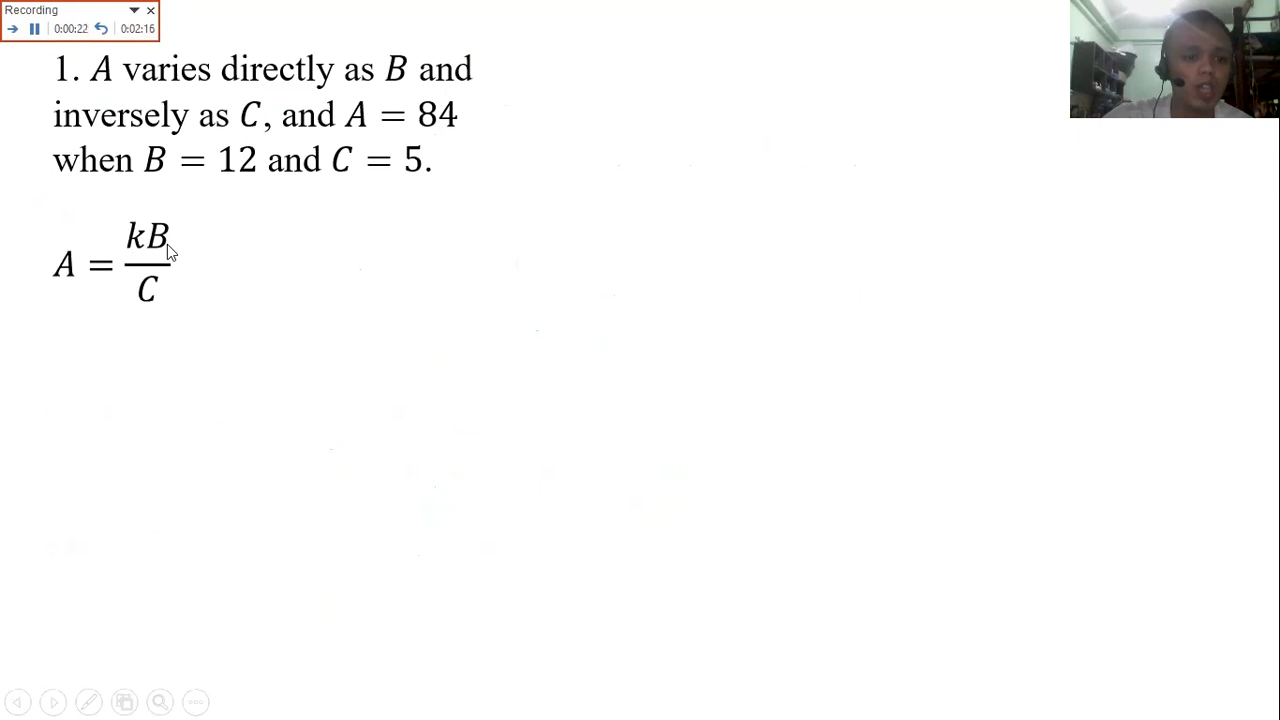 Recording
0:00:22 0:02:16
1. A varies directly as B and
inversely as C, and A = 84
when B = 12 and C = 5.
A = kB/C